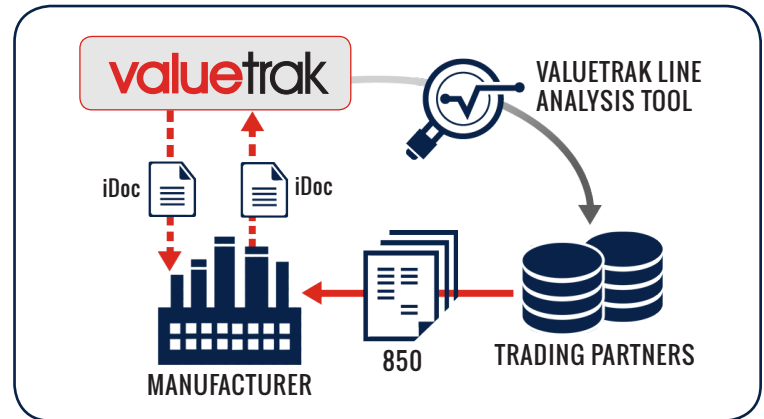 valuetrak
VALUETRAK LINE
ANALYSIS TOOL
iDoc
iDoc
850
TRADING PARTNERS
MANUFACTURER